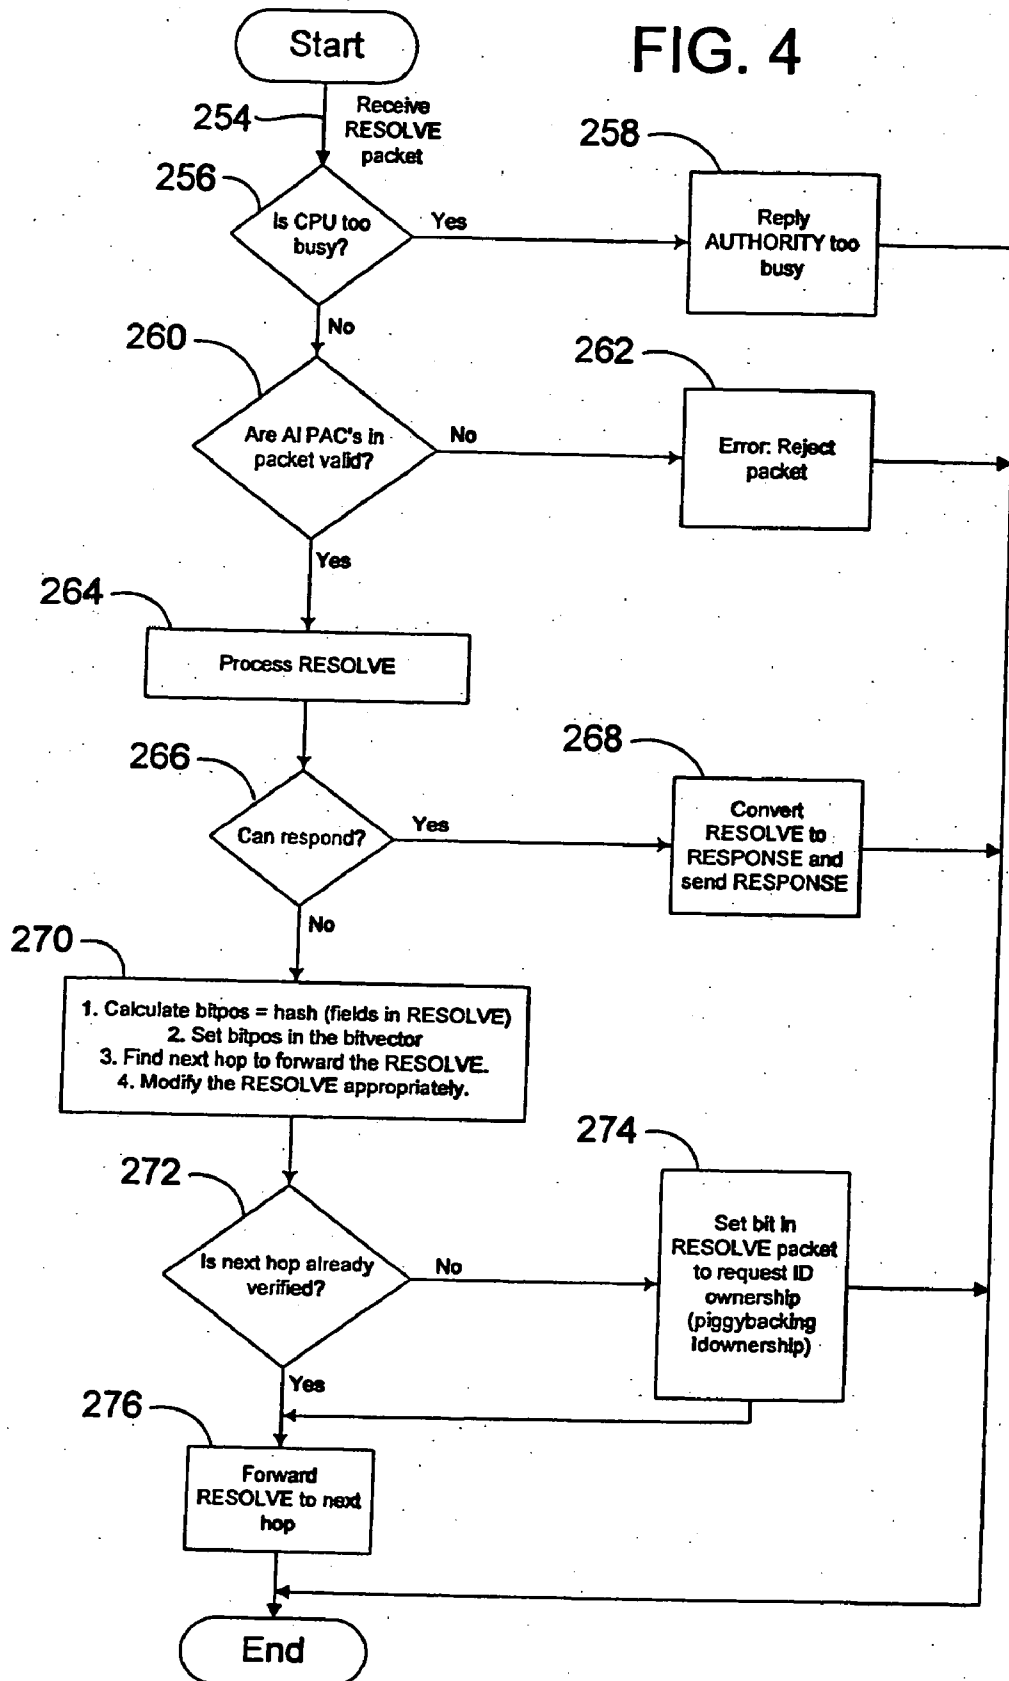 FIG. 4
Start
254
Receive
RESOLVE
packet
256
Is CPU too
busy?
Yes
258
Reply
AUTHORITY too
busy
No
260
Are AI PAC's in
packet valid?
No
262
Error: Reject
packet
Yes
264
Process RESOLVE
266
Can respond?
Yes
268
Convert
RESOLVE to
RESPONSE and
send RESPONSE
No
270
1. Calculate bitpos = hash (fields in RESOLVE)
2. Set bitpos in the bitvector
3. Find next hop to forward the RESOLVE.
4. Modify the RESOLVE appropriately.
272
Is next hop already
verified?
No
274
Set bit in
RESOLVE packet
to request ID
ownership
(piggybacking
Idownership)
Yes
276
Forward
RESOLVE to next
hop
End